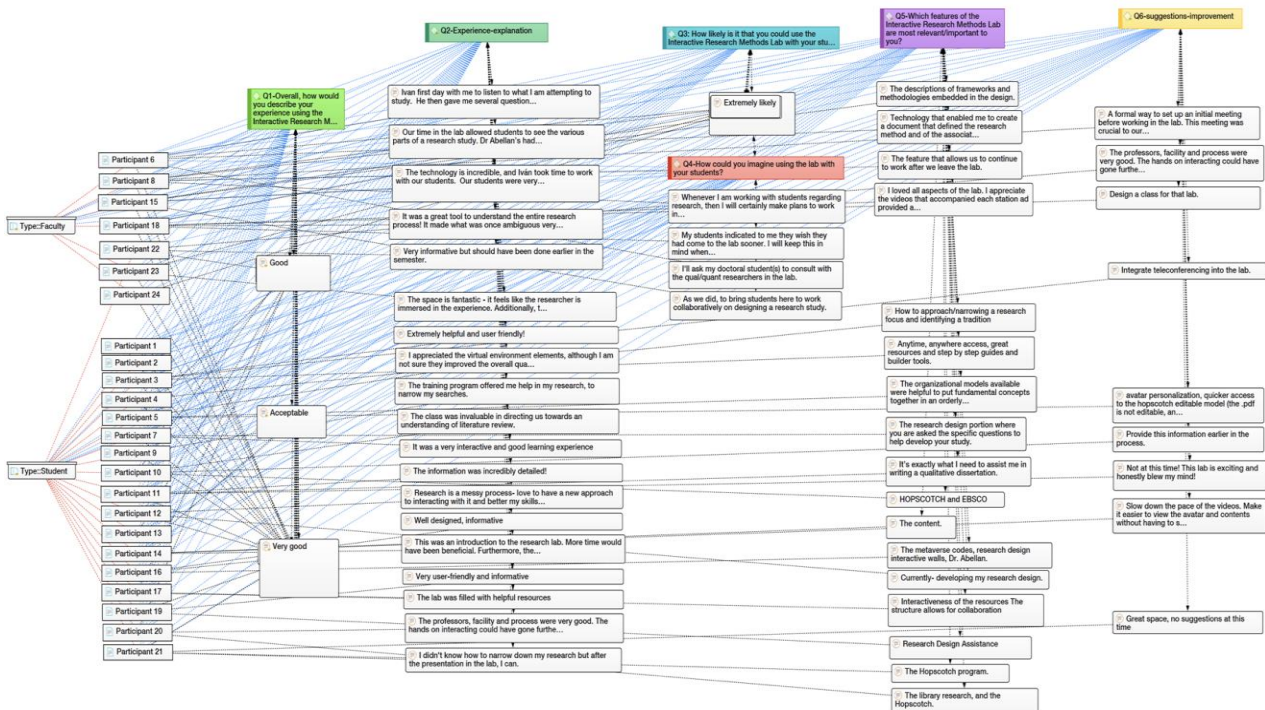 Q2-Experience-explanation
Q3: How likely is it that you could use the
Interactive Research Methods Lab with your stu...
Q5-Which features of the
Interactive Research Methods Lab
are most relevant/important to
you?
Q6-suggestions-improvement
Q1-Overall, how would
you describe your
experience using the
Interactive Research M...
Type::Faculty
Type::Student
Participant 6
Participant 8
Participant 15
Participant 18
Participant 22
Participant 23
Participant 24
Participant 1
Participant 2
Participant 3
Participant 4
Participant 5
Participant 7
Participant 9
Participant 10
Participant 11
Participant 12
Participant 13
Participant 14
Participant 16
Participant 17
Participant 19
Participant 20
Participant 21
Good
Acceptable
Very good
Ivan first day with me to listen to what I am attempting to
study. He then gave me several question...
Our time in the lab allowed students to see the various
parts of a research study. Dr Abellan's had...
The technology is incredible, and Iván took time to work
with our students. Our students were very...
It was a great tool to understand the entire research
process! It made what was once ambiguous very...
Very informative but should have been done earlier in the
semester.
The space is fantastic - it feels like the researcher is
immersed in the experience. Additionally, t...
Extremely helpful and user friendly!
I appreciated the virtual environment elements, although I am
not sure they improved the overall qua...
The training program offered me help in my research, to
narrow my searches.
The class was invaluable in directing us towards an
understanding of literature review.
It was a very interactive and good learning experience
The information was incredibly detailed!
Research is a messy process- love to have a new approach
to interacting with it and better my skills...
Well designed, informative
This was an introduction to the research lab. More time would
have been beneficial. Furthermore, the...
Very user-friendly and informative
The lab was filled with helpful resources
The professors, facility and process were very good. The
hands on interacting could have gone furthe...
I didn't know how to narrow down my research but after
the presentation in the lab, I can.
Extremely likely
Q4-How could you imagine using the lab with
your students?
Whenever I am working with students regarding
research, then I will certainly make plans to work
in...
My students indicated to me they wish they
had come to the lab sooner. I will keep this in
mind when...
I'll ask my doctoral student(s) to consult with
the qual/quant researchers in the lab.
As we did, to bring students here to work
collaboratively on designing a research study.
The descriptions of frameworks and
methodologies embedded in the design.
Technology that enabled me to create
a document that defined the research
method and of the associat...
The feature that allows us to continue
to work after we leave the lab.
I loved all aspects of the lab. I appreciate
the videos that accompanied each station ad
provided a...
How to approach/narrowing a research
focus and identifying a tradition
Anytime, anywhere access, great
resources and step by step guides and
builder tools.
The organizational models available
were helpful to put fundamental concepts
together in an orderly...
The research design portion where
you are asked the specific questions to
help develop your study.
It's exactly what I need to assist me in
writing a qualitative dissertation.
HOPSCOTCH and EBSCO
The content.
The metaverse codes, research design
interactive walls, Dr. Abellan.
Currently- developing my research design.
Interactiveness of the resources The
structure allows for collaboration
Research Design Assistance
The Hopscotch program.
The library research, and the
Hopscotch.
A formal way to set up an initial meeting
before working in the lab. This meeting was
crucial to our...
The professors, facility and process were
very good. The hands on interacting could have
gone furthe...
Design a class for that lab.
Integrate teleconferencing into the lab.
avatar personalization, quicker access
to the hopscotch editable model (the .pdf
is not editable, an...
Provide this information earlier in the
process.
Not at this time! This lab is exciting and
honestly blew my mind!
Slow down the pace of the videos. Make
it easier to view the avatar and contents
without having to s...
Great space, no suggestions at this
time